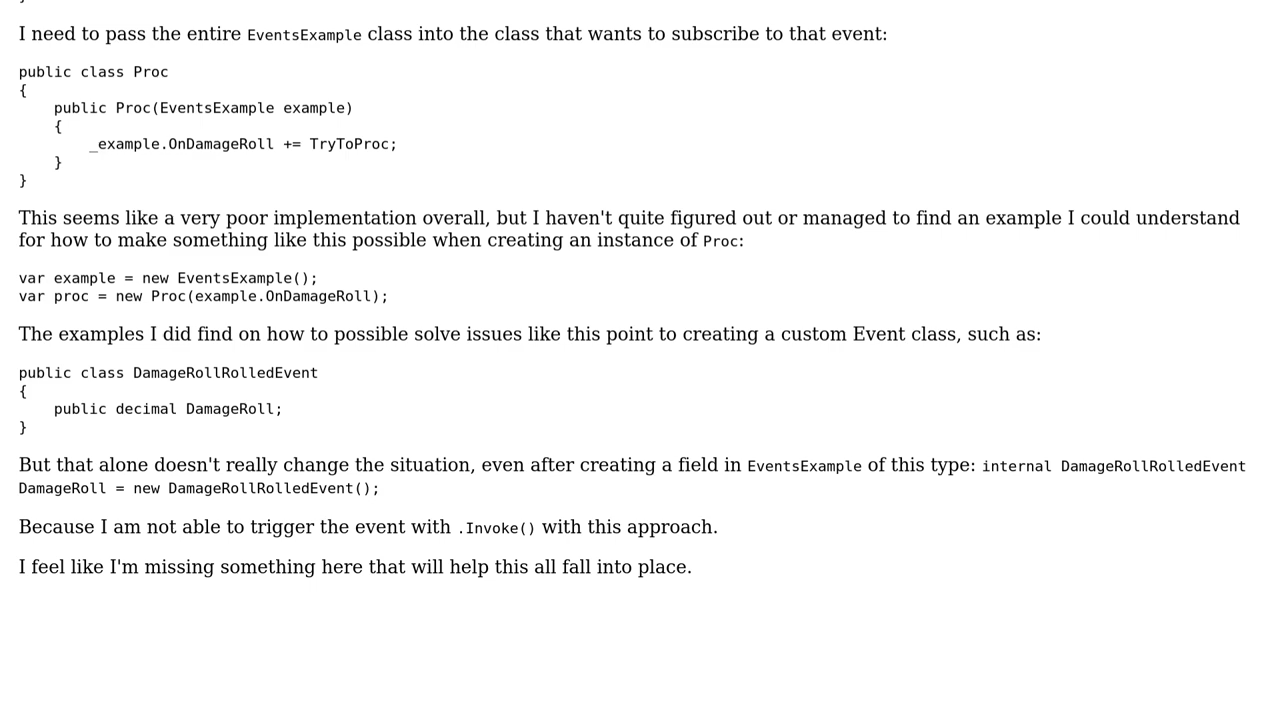 I need to pass the entire EventsExample class into the class that wants to subscribe to that event:
public class Proc
{
    public Proc(EventsExample example)
    {
        _example.OnDamageRoll += TryToProc;
    }
}
This seems like a very poor implementation overall, but I haven't quite figured out or managed to find an example I could understand
for how to make something like this possible when creating an instance of Proc:
var example = new EventsExample();
var proc = new Proc(example.OnDamageRoll);
The examples I did find on how to possible solve issues like this point to creating a custom Event class, such as:
public class DamageRollRolledEvent
{
    public decimal DamageRoll;
}
But that alone doesn't really change the situation, even after creating a field in EventsExample of this type: internal DamageRollRolledEvent
DamageRoll = new DamageRollRolledEvent();
Because I am not able to trigger the event with .Invoke() with this approach.
I feel like I'm missing something here that will help this all fall into place.